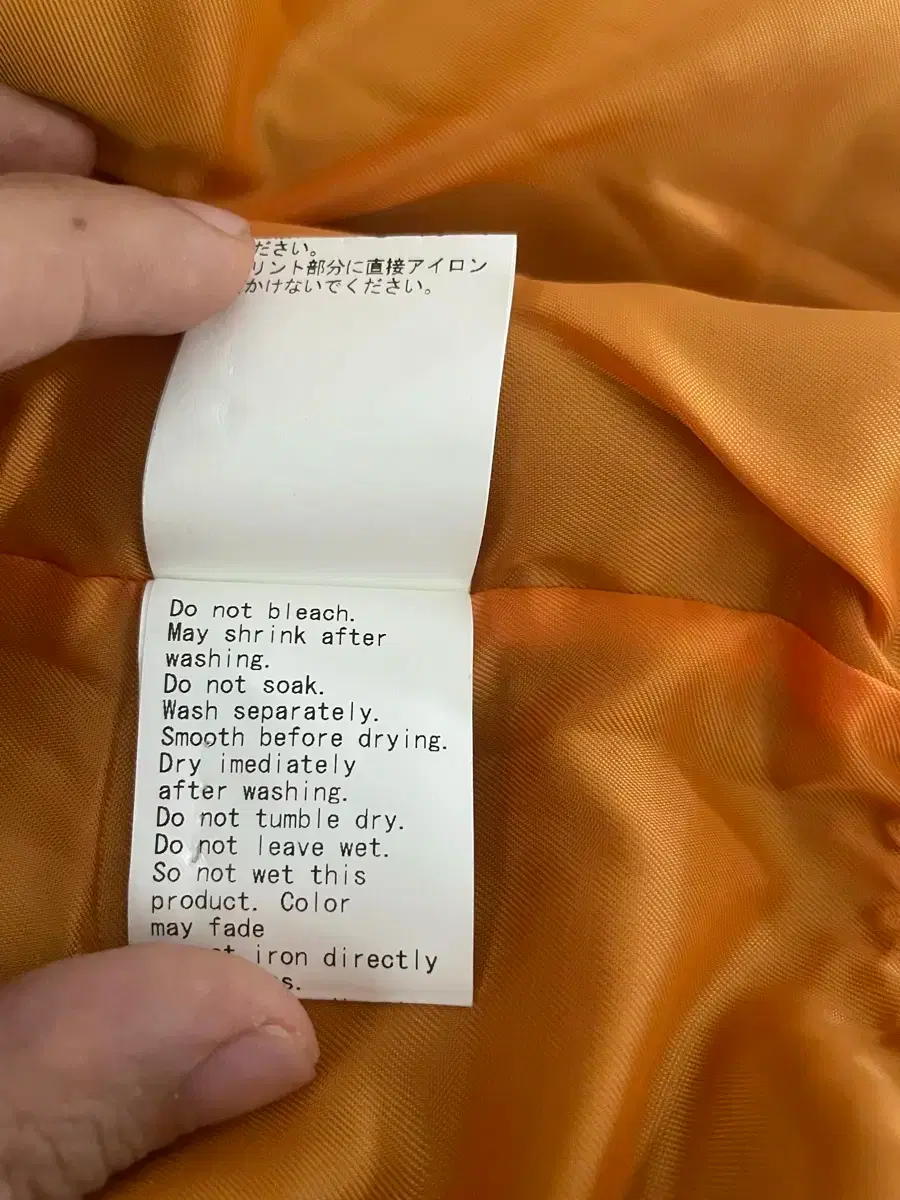 ださい。
リント部分に直接アイロン
かけないでください。
Do not bleach.
May shrink after
washing.
Do not soak.
Wash separately.
Smooth before drying.
Dry imediately
after washing.
Do not tumble dry.
Do not leave wet.
So not wet this
product. Color
may fade
iron directly